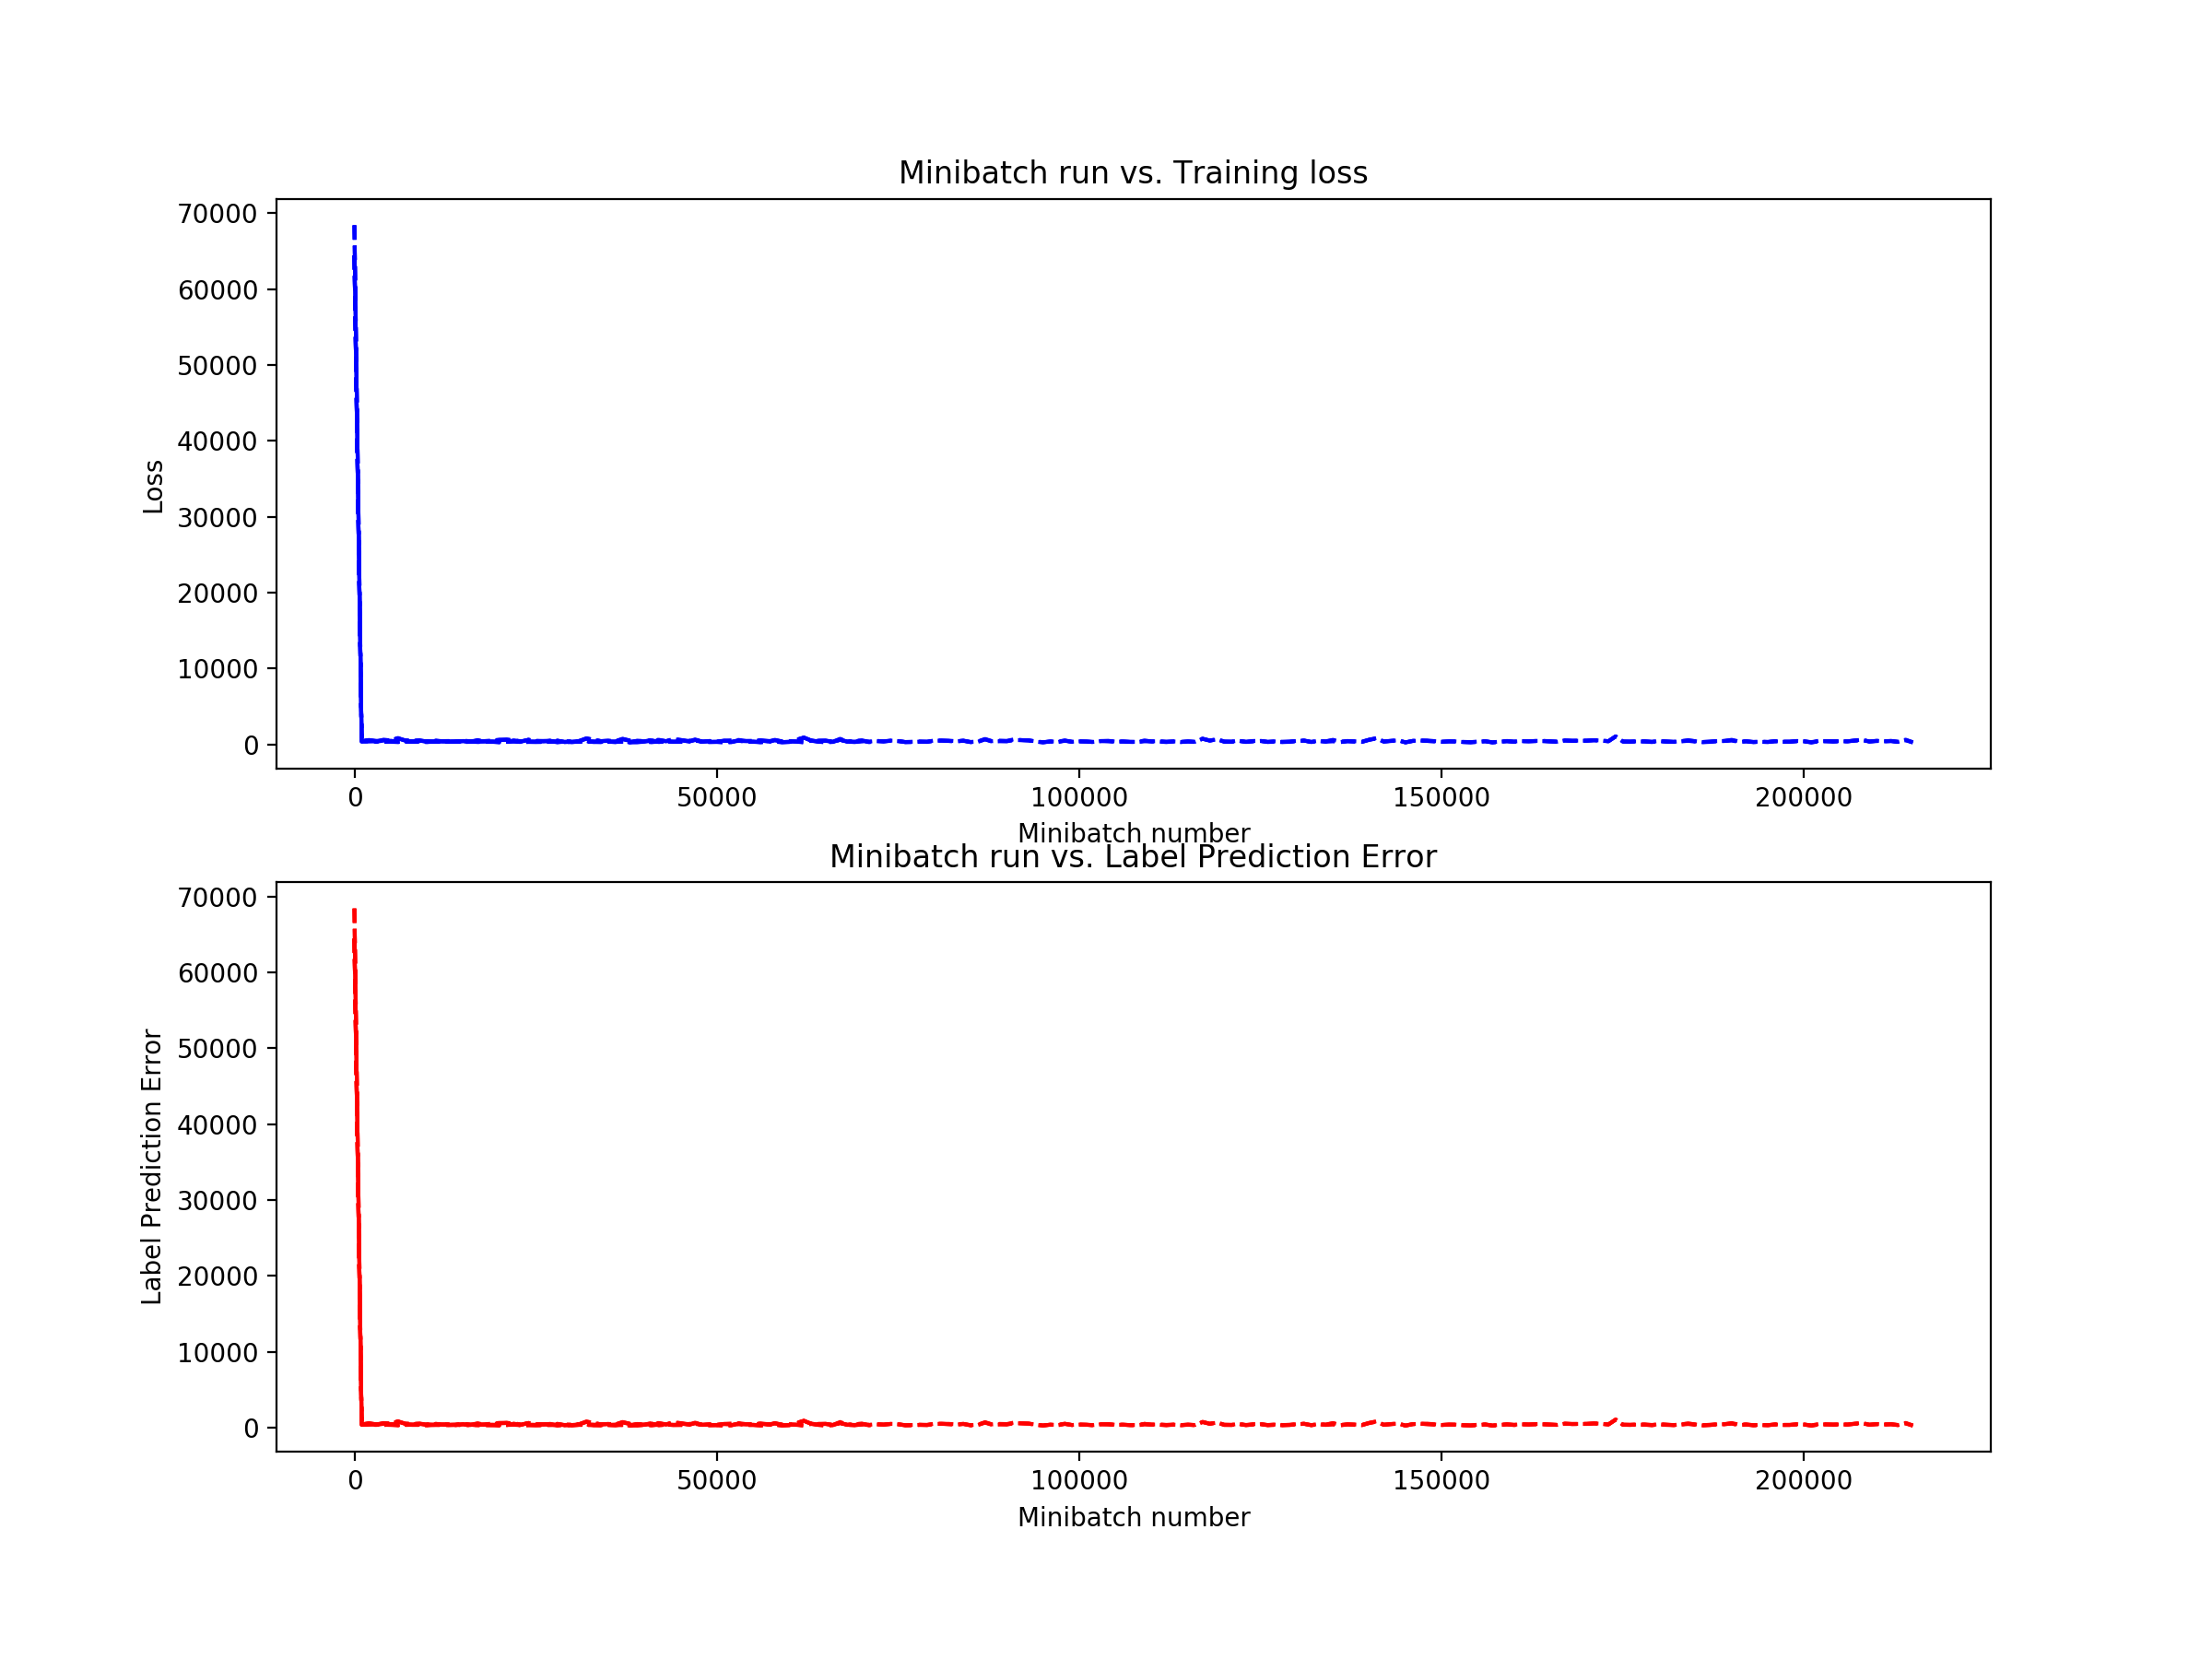 Minibatch run vs. Training loss
70000
60000
50000
40000
30000
20000
10000
0
Loss
0 50000 100000 150000 200000
Minibatch number
Minibatch run vs. Label Prediction Error
70000
60000
50000
40000
30000
20000
10000
0
Label Prediction Error
0 50000 100000 150000 200000
Minibatch number